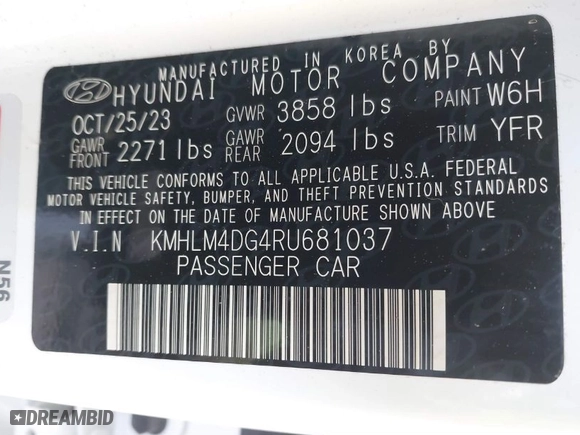 MANUFACTURED IN KOREA BY
HYUNDAI MOTOR COMPANY
OCT/25/23 GVWR 3858 lbs PAINT W6H
GAWR FRONT 2271 lbs GAWR REAR 2094 lbs TRIM YFR
THIS VEHICLE CONFORMS TO ALL APPLICABLE U.S.A. FEDERAL
MOTOR VEHICLE SAFETY, BUMPER, AND THEFT PREVENTION STANDARDS
IN EFFECT ON THE DATE OF MANUFACTURE SHOWN ABOVE.
V.I.N KMHLM4DG4RU681037
PASSENGER CAR
N56
DREAMBID